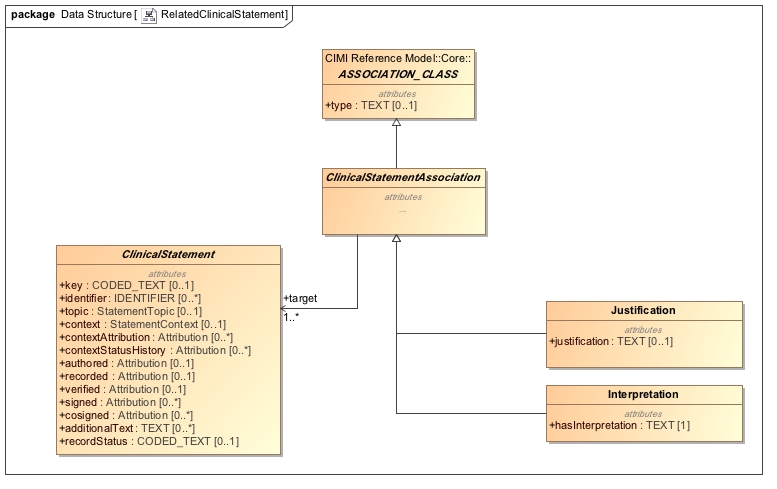 package Data Structure [ RelatedClinicalStatement]
CIMI Reference Model::Core::
ASSOCIATION_CLASS
attributes
+type : TEXT [0..1]
ClinicalStatementAssociation
attributes
...
ClinicalStatement
attributes
+key : CODED_TEXT [0..1]
+identifier : IDENTIFIER [0..*]
+topic : StatementTopic [0..1]
+context : StatementContext [0..1]
+contextAttribution : Attribution [0..*]
+contextStatusHistory : Attribution [0..*]
+authored : Attribution [0..1]
+recorded : Attribution [0..1]
+verified : Attribution [0..1]
+signed : Attribution [0..*]
+cosigned : Attribution [0..*]
+additionalText : TEXT [0..*]
+recordStatus : CODED_TEXT [0..1]
+target
1..*
Justification
attributes
+justification : TEXT [0..1]
Interpretation
attributes
+hasInterpretation : TEXT [1]